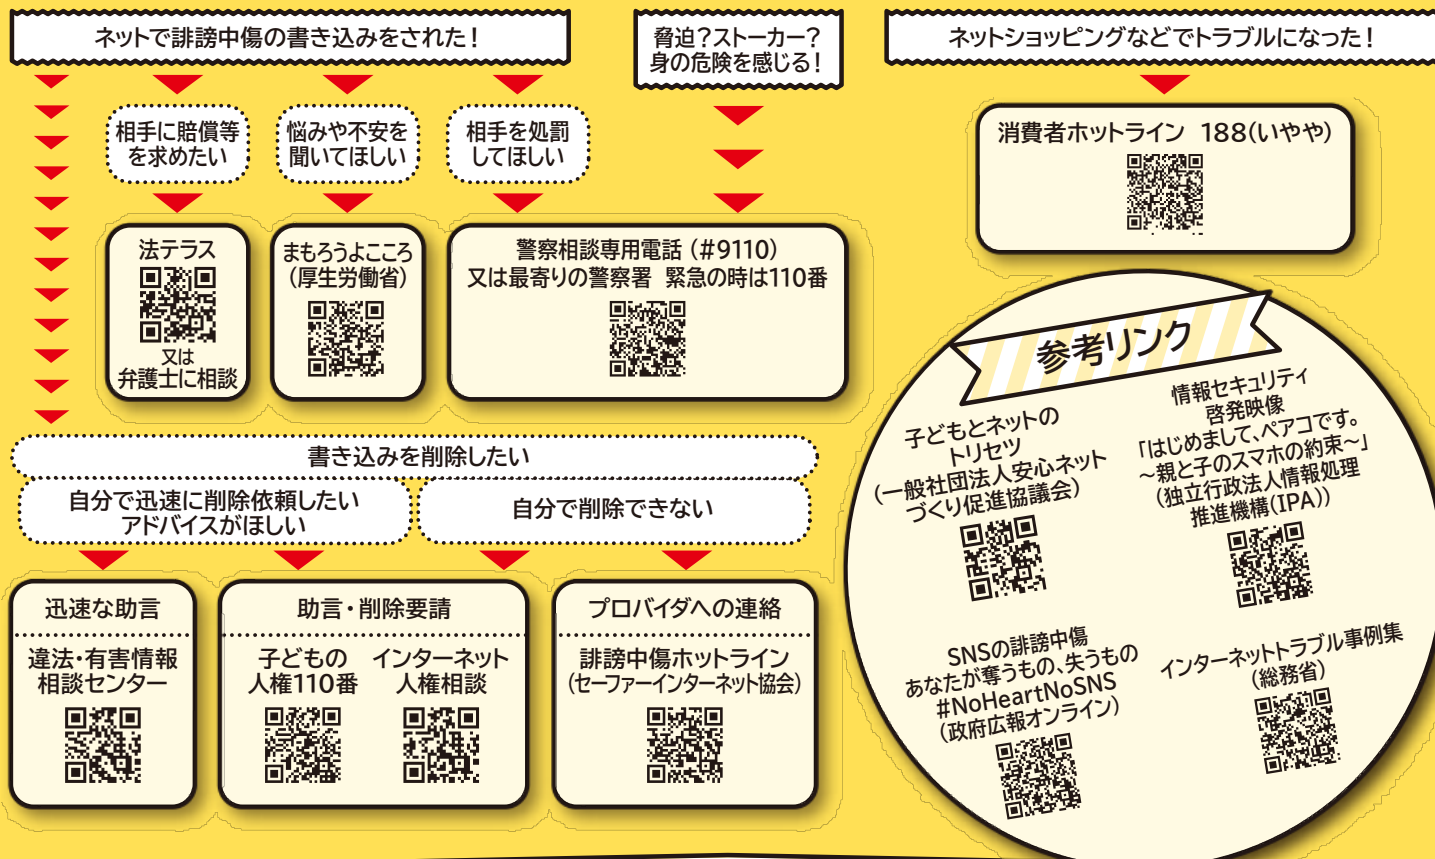 ネットで誹謗中傷の書き込みをされた！
相手に賠償等
を求めたい
悩みや不安を
聞いてほしい
相手を処罰
してほしい
脅迫？ストーカー？
身の危険を感じる！
法テラス
又は
弁護士に相談
まもろうよこころ
（厚生労働省）
警察相談専用電話（#9110）
又は最寄りの警察署　緊急の時は110番
書き込みを削除したい
自分で迅速に削除依頼したい
アドバイスがほしい
自分で削除できない
迅速な助言
違法・有害情報
相談センター
助言・削除要請
子どもの
人権110番
インターネット
人権相談
プロバイダへの連絡
誹謗中傷ホットライン
（セーファーインターネット協会）
ネットショッピングなどでトラブルになった！
消費者ホットライン　188（いやや）
参考リンク
子どもとネットの
トリセツ
（一般社団法人安心ネット
づくり促進協議会）
情報セキュリティ
啓発映像
「はじめまして、ペアコです。
～親と子のスマホの約束～」
（独立行政法人情報処理
推進機構（IPA））
SNSの誹謗中傷
あなたが奪うもの、失うもの
#NoHeartNoSNS
（政府広報オンライン）
インターネットトラブル事例集
（総務省）